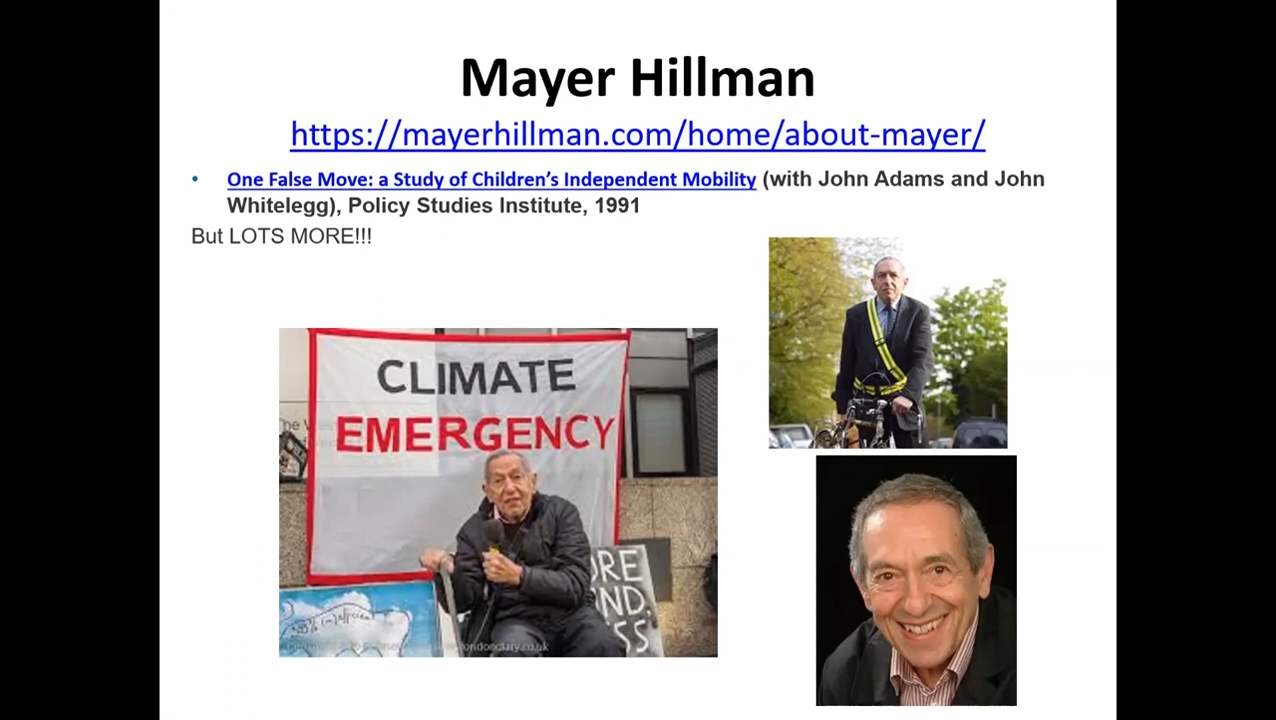 Mayer Hillman
https://mayerhillman.com/home/about-mayer/
• One False Move: a Study of Children's Independent Mobility (with John Adams and John
Whitelegg), Policy Studies Institute, 1991
But LOTS MORE!!!
CLIMATE
EMERGENCY